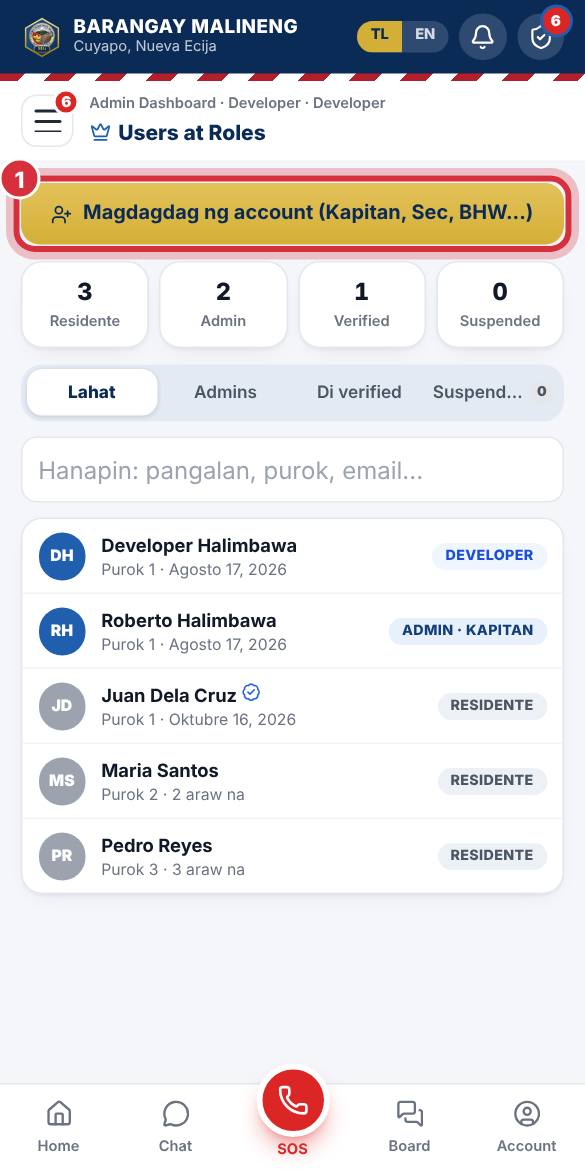 BARANGAY MALINENG
Cuyapo, Nueva Ecija
TL EN
6
6
Admin Dashboard · Developer · Developer
Users at Roles
1
Magdagdag ng account (Kapitan, Sec, BHW...)
3 2 1 0
Residente Admin Verified Suspended
Lahat Admins Di verified Suspend... 0
Hanapin: pangalan, purok, email...
DH Developer Halimbawa DEVELOPER
Purok 1 · Agosto 17, 2026
RH Roberto Halimbawa ADMIN · KAPITAN
Purok 1 · Agosto 17, 2026
JD Juan Dela Cruz RESIDENTE
Purok 1 · Oktubre 16, 2026
MS Maria Santos RESIDENTE
Purok 2 · 2 araw na
PR Pedro Reyes RESIDENTE
Purok 3 · 3 araw na
Home Chat SOS Board Account